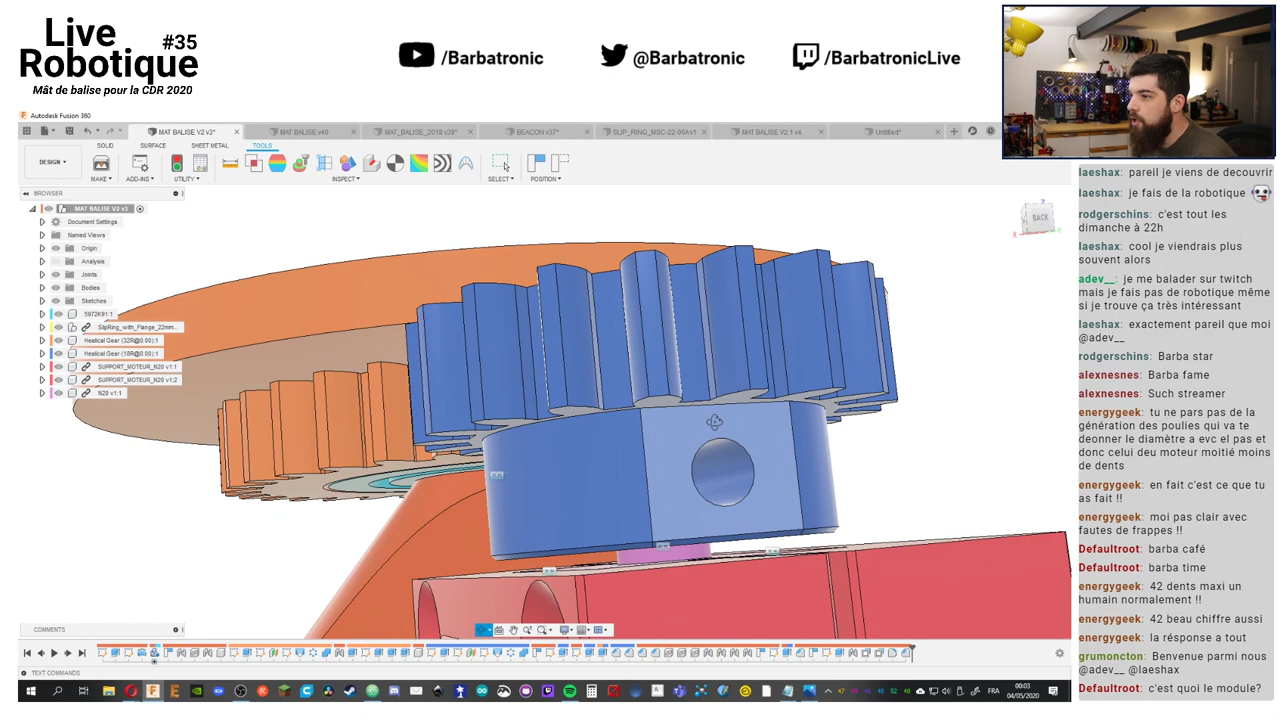 Live
Robotique
#35
Mât de balise pour la CDR 2020
/Barbatronic
@Barbatronic
/BarbatronicLive
Autodesk Fusion 360
MAT BALISE V2 v3*
MAT BALISE v40
MAT_BALISE_2018 v39*
BEACON v37*
SLIP_RING_MSC-22-06Av1
MAT BALISE V2.1 v4
Untitled*
SOLID
SURFACE
SHEET METAL
TOOLS
DESIGN
MAKE
ADD-INS
UTILITY
INSPECT
SELECT
POSITION
BROWSER
MAT BALISE V2 v3
Document Settings
Named Views
Origin
Analysis
Joints
Bodies
Sketches
5972K91:1
SlipRing_with_Flange_22mm...
Healical Gear (32R@0.00):1
Healical Gear (18R@0.00):1
SUPPORT_MOTEUR_N20 v1:1
SUPPORT_MOTEUR_N20 v1:2
N20 v1:1
BACK
Z
X
COMMENTS
TEXT COMMANDS
FRA
00:03
04/05/2020
laeshax: pareil je viens de decouvrir
laeshax: je fais de la robotique
rodgerschins: c'est tout les
dimanche à 22h
laeshax: cool je viendrais plus
souvent alors
adev__: je me balader sur twitch
mais je fais pas de robotique même
si je trouve ça très intéressant
laeshax: exactement pareil que moi
@adev__
rodgerschins: Barba star
alexnesnes: Barba fame
alexnesnes: Such streamer
energygeek: tu ne pars pas de la
génération des poulies qui va te
deonner le diamètre a evc el pas et
donc celui deu moteur moitié moins
de dents
energygeek: en fait c'est ce que tu
as fait !!
energygeek: moi pas clair avec
fautes de frappes !!
Defaultroot: barba café
Defaultroot: barba time
energygeek: 42 dents maxi un
humain normalement !!
energygeek: 42 beau chiffre aussi
energygeek: la résponse a tout
grumoncton: Benvenue parmi nous
@adev__ @laeshax
Defaultroot: c'est quoi le module?